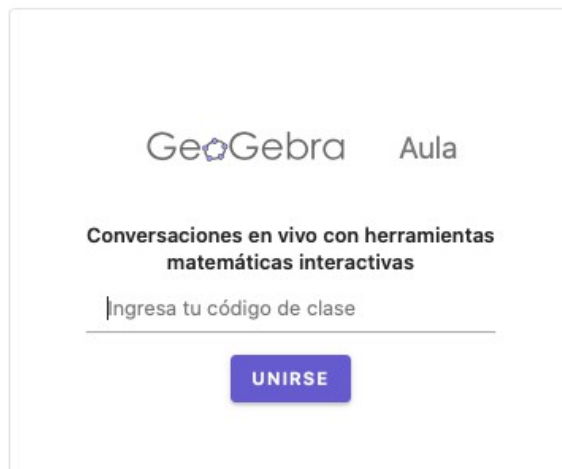 GeoGebra Aula
Conversaciones en vivo con herramientas
matemáticas interactivas
Ingresa tu código de clase
UNIRSE